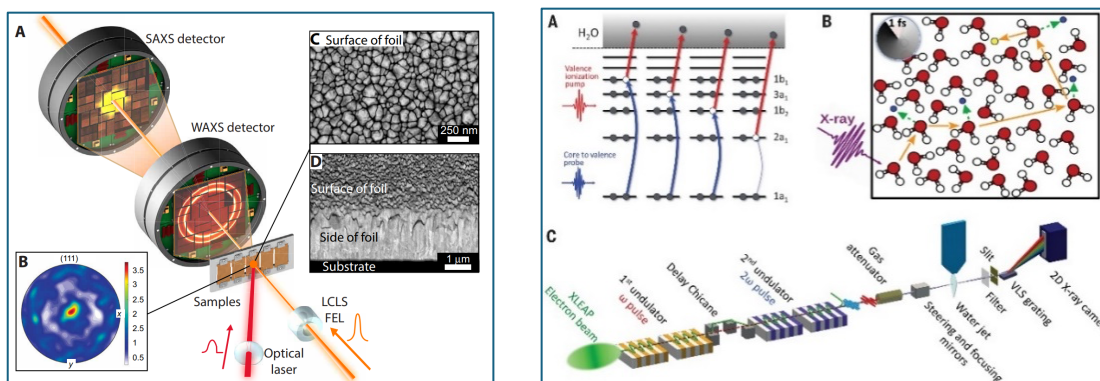 A
SAXS detector
WAXS detector
C
Surface of foil
250 nm
D
Surface of foil
Side of foil
Substrate
1 µm
B
(111)
3.5
3
2.5
2
2.5
1
0.5
x
y
Samples
LCLS
FEL
Optical
laser
A
H₂O
Valence
ionization
pump
Core to valence
probe
1b₁
3a₁
1b₂
2a₁
1a₁
B
1 fs
X-ray
C
XLEAP
Electron beam
1st undulator
ω pulse
Delay Chicane
2nd undulator
2ω pulse
Gas
attenuator
Steering and focusing
mirrors
Water jet
Filter
Slit
VLS grating
2D X-ray camera